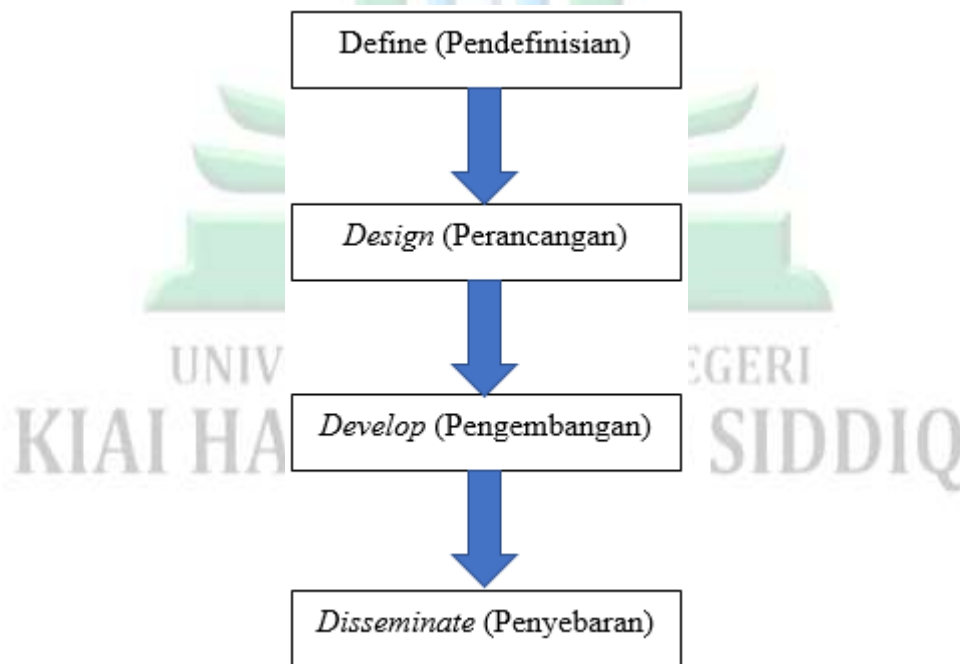 Define (Pendefinisian)
Design (Perancangan)
UNIV EGERI
Develop (Pengembangan)
KIAI HA SIDDIQ
Disseminate (Penyebaran)